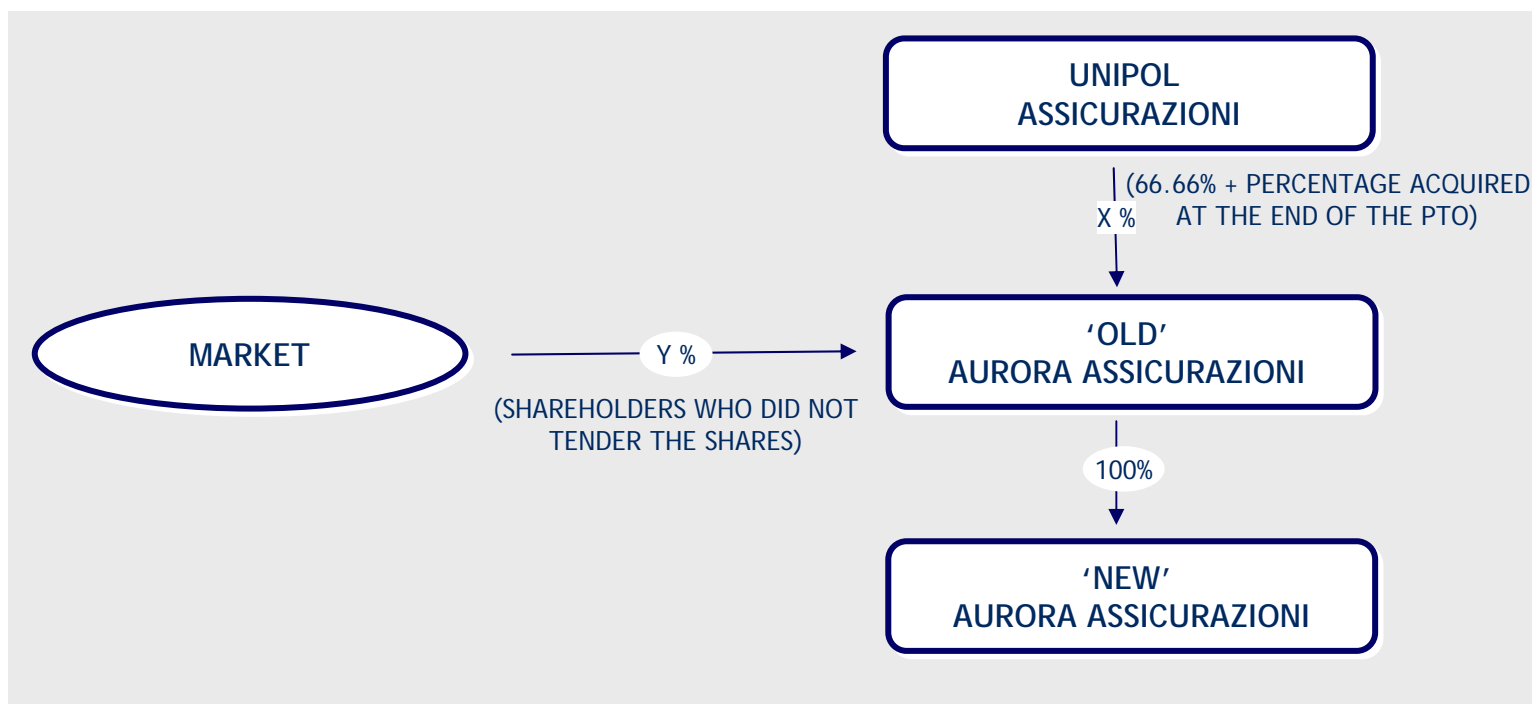 UNIPOL
ASSICURAZIONI
(66.66% + PERCENTAGE ACQUIRED
AT THE END OF THE PTO)
X %
MARKET
Y %
(SHAREHOLDERS WHO DID NOT
TENDER THE SHARES)
‘OLD’
AURORA ASSICURAZIONI
100%
‘NEW’
AURORA ASSICURAZIONI